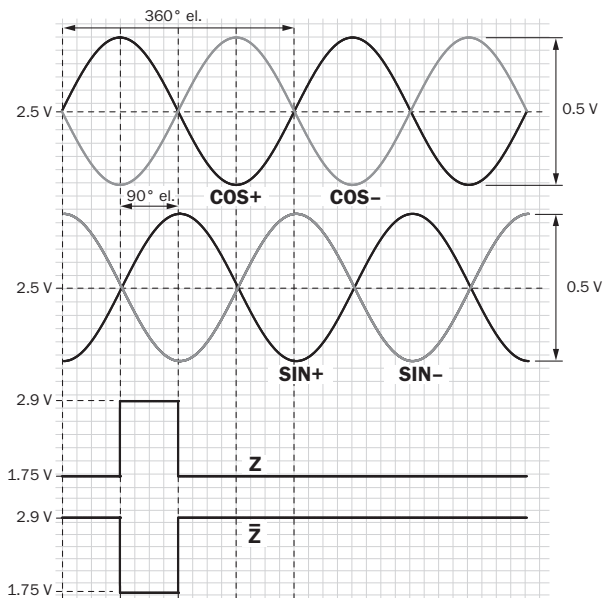 360° el.
2.5 V
0.5 V
COS+
COS–
90° el.
2.5 V
0.5 V
SIN+
SIN–
2.9 V
Z
1.75 V
2.9 V
Z̅
1.75 V